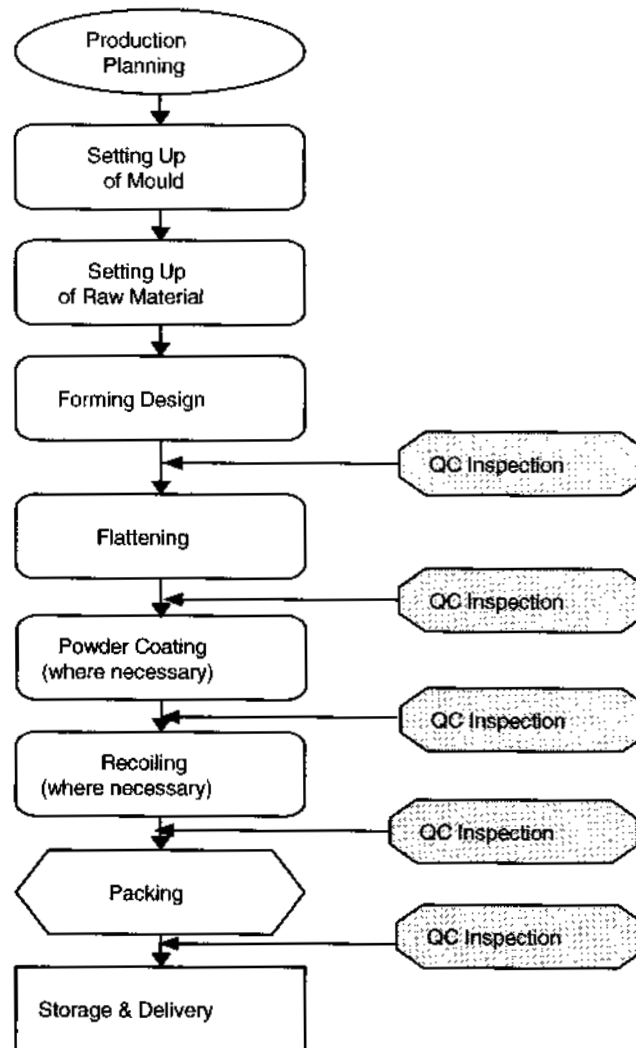 Production
Planning
Setting Up
of Mould
Setting Up
of Raw Material
Forming Design
QC Inspection
Flattening
QC Inspection
Powder Coating
(where necessary)
QC Inspection
Recoiling
(where necessary)
QC Inspection
Packing
QC Inspection
Storage & Delivery